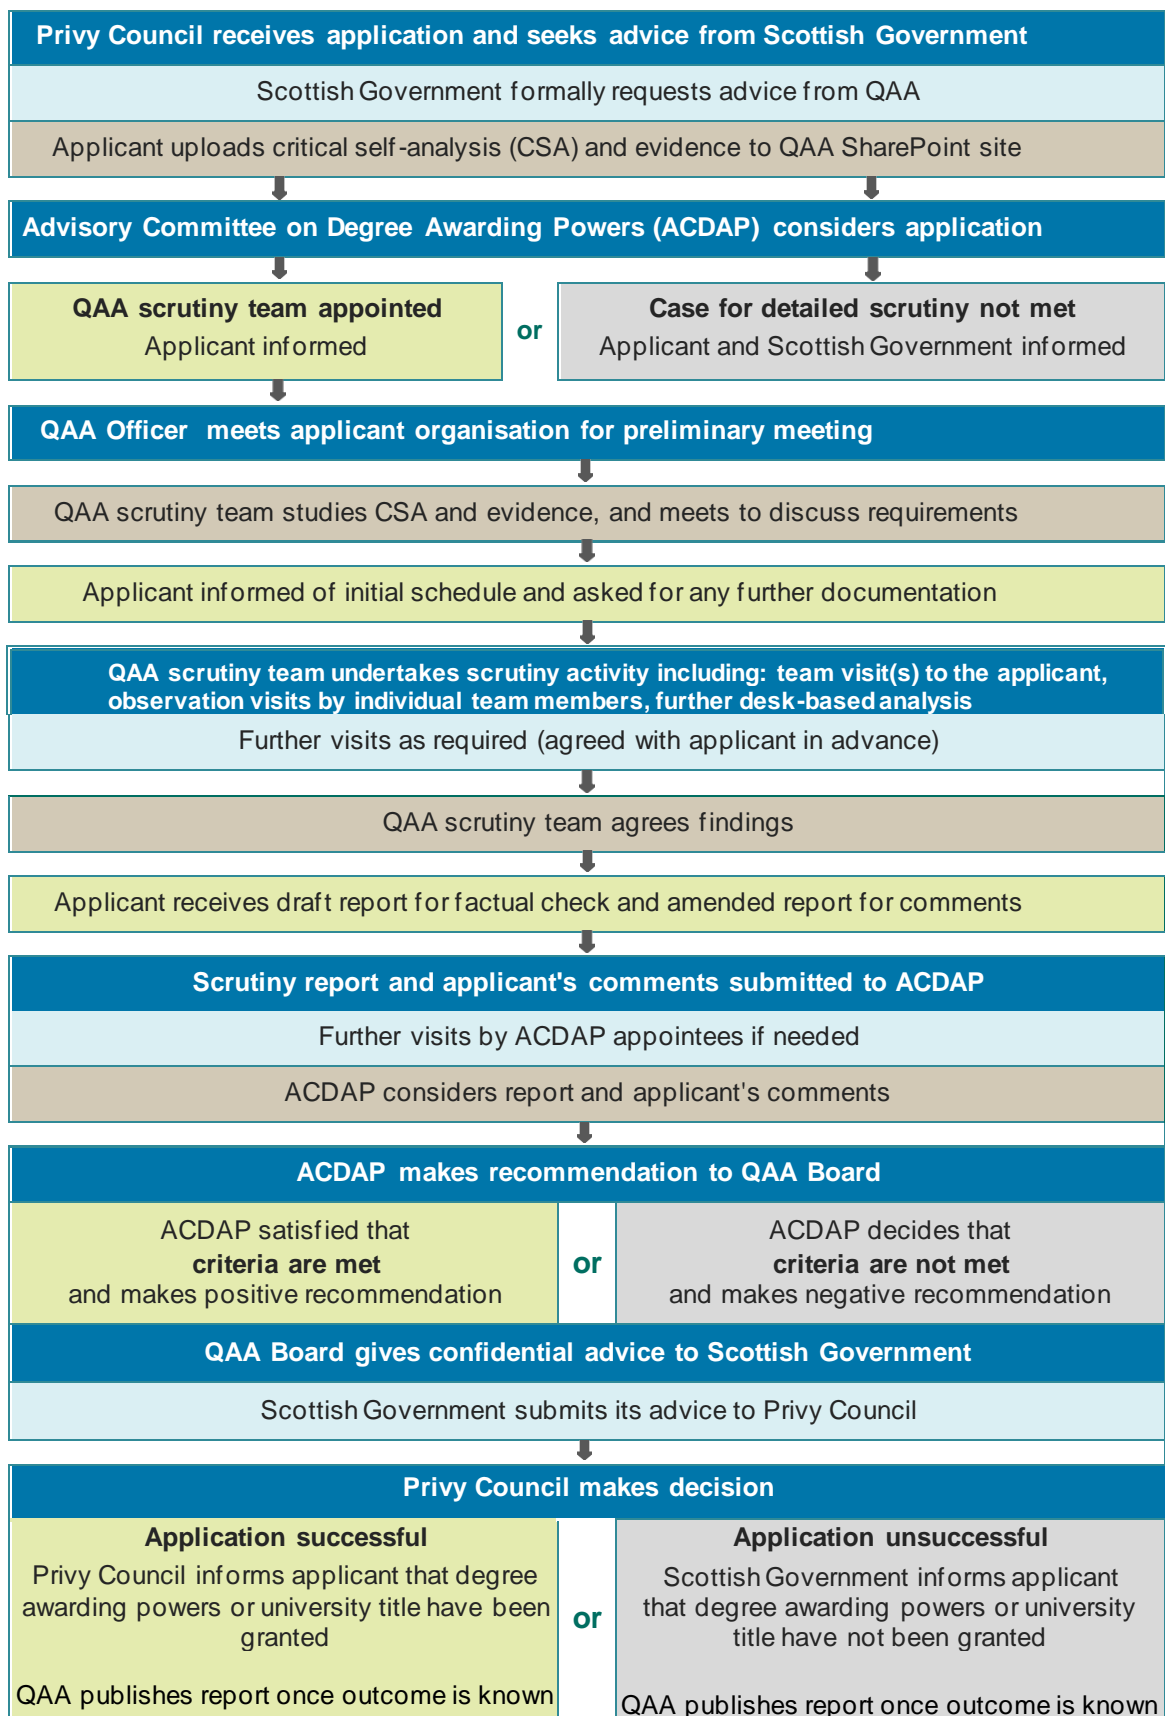 Privy Council receives application and seeks advice from Scottish Government
Scottish Government formally requests advice from QAA
Applicant uploads critical self-analysis (CSA) and evidence to QAA SharePoint site
Advisory Committee on Degree Awarding Powers (ACDAP) considers application
QAA scrutiny team appointed
Applicant informed
or
Case for detailed scrutiny not met
Applicant and Scottish Government informed
QAA Officer meets applicant organisation for preliminary meeting
QAA scrutiny team studies CSA and evidence, and meets to discuss requirements
Applicant informed of initial schedule and asked for any further documentation
QAA scrutiny team undertakes scrutiny activity including: team visit(s) to the applicant,
observation visits by individual team members, further desk-based analysis
Further visits as required (agreed with applicant in advance)
QAA scrutiny team agrees findings
Applicant receives draft report for factual check and amended report for comments
Scrutiny report and applicant's comments submitted to ACDAP
Further visits by ACDAP appointees if needed
ACDAP considers report and applicant's comments
ACDAP makes recommendation to QAA Board
ACDAP satisfied that
criteria are met
and makes positive recommendation
or
ACDAP decides that
criteria are not met
and makes negative recommendation
QAA Board gives confidential advice to Scottish Government
Scottish Government submits its advice to Privy Council
Privy Council makes decision
Application successful
Privy Council informs applicant that degree
awarding powers or university title have been
granted
QAA publishes report once outcome is known
or
Application unsuccessful
Scottish Government informs applicant
that degree awarding powers or university
title have not been granted
QAA publishes report once outcome is known